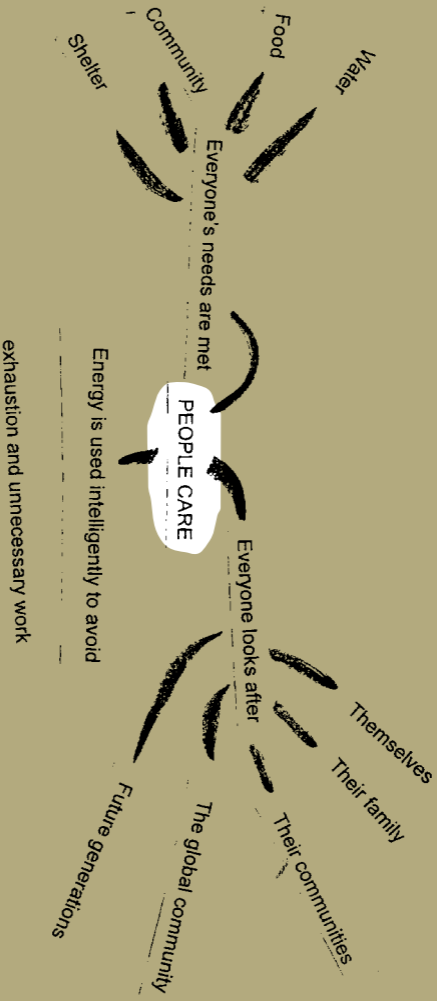 PEOPLE CARE
Everyone's needs are met
Shelter
Community
Food
Water
Everyone looks after
Themselves
Their family
Their communities
The global community
Future generations
Energy is used intelligently to avoid
exhaustion and unnecessary work